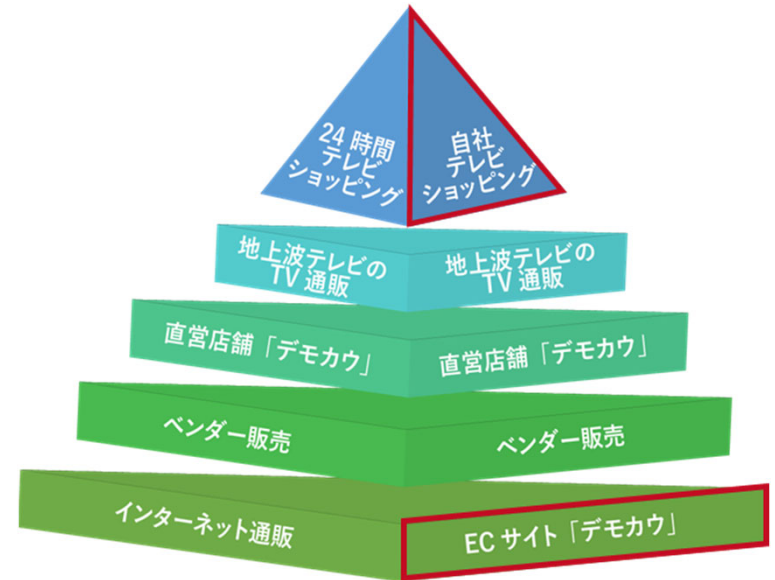 24 時間
テレビ
ショッピング
自社
テレビ
ショッピング
地上波テレビの
TV 通販
地上波テレビの
TV 通販
直営店舗「デモカウ」
直営店舗「デモカウ」
ベンダー販売
ベンダー販売
インターネット通販
EC サイト「デモカウ」